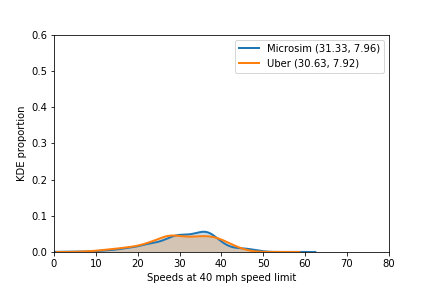 0.6
0.5
0.4
0.3
0.2
0.1
0.0
KDE proportion
Microsim (31.33, 7.96)
Uber (30.63, 7.92)
0 10 20 30 40 50 60 70 80
Speeds at 40 mph speed limit